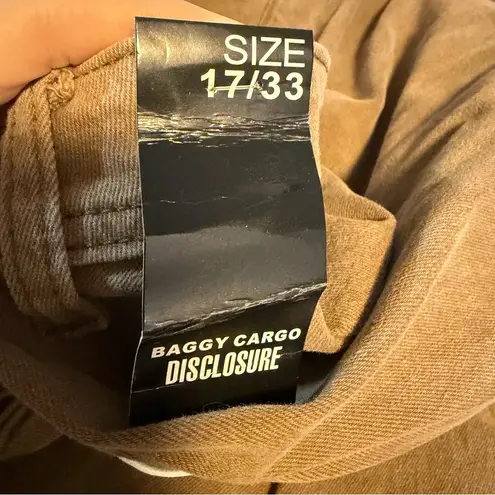 SIZE
17/33
BAGGY CARGO
DISCLOSURE